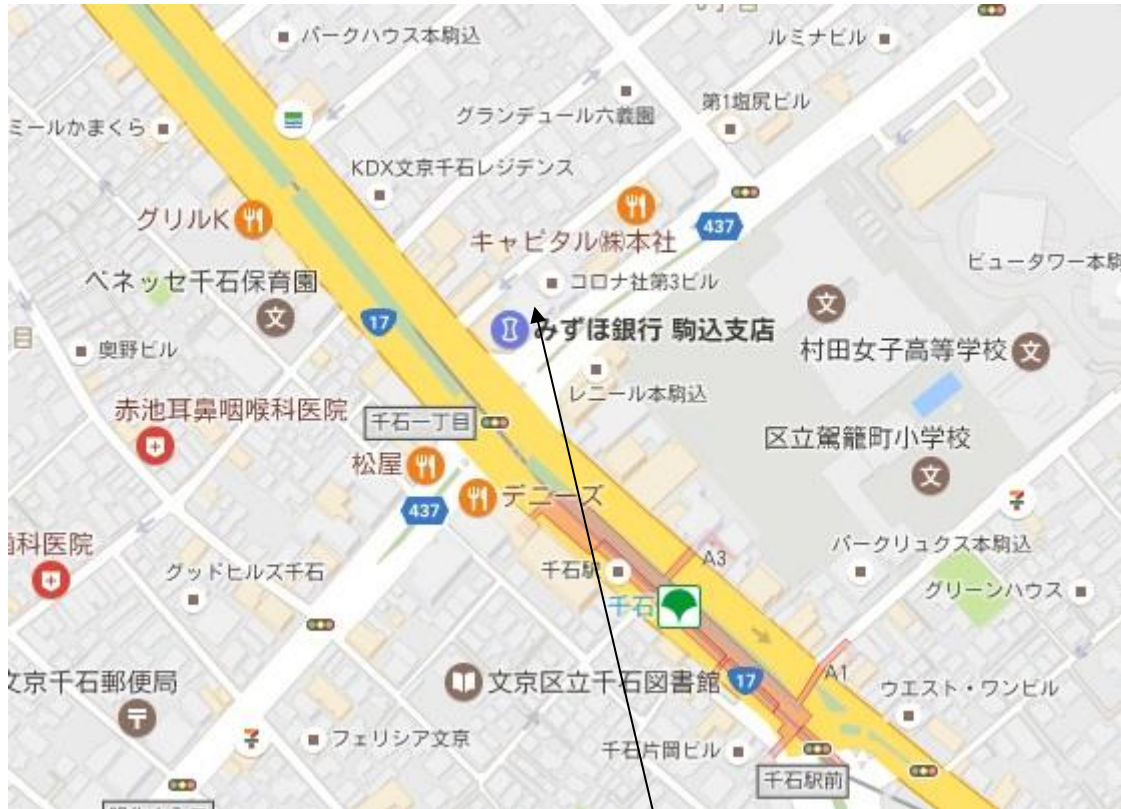 パークハウス本駒込
ルミナビル
グランデュール六義園
第1塩尻ビル
ミールかまくら
KDX文京千石レジデンス
グリルK
キャピタル㈱本社
437
ベネッセ千石保育園
文
コロナ社第3ビル
文
ビュータワー本駒
17
みずほ銀行 駒込支店
村田女子高等学校
文
奥野ビル
レニール本駒込
赤池耳鼻咽喉科医院
千石一丁目
区立駕籠町小学校
文
松屋
デニーズ
437
7
科医院
グッドヒルズ千石
千石駅
A3
パークリュクス本駒込
千石
グリーンハウス
文京千石郵便局
文京区立千石図書館
17
A1
ウエスト・ワンビル
7
フェリシア文京
千石片岡ビル
千石駅前